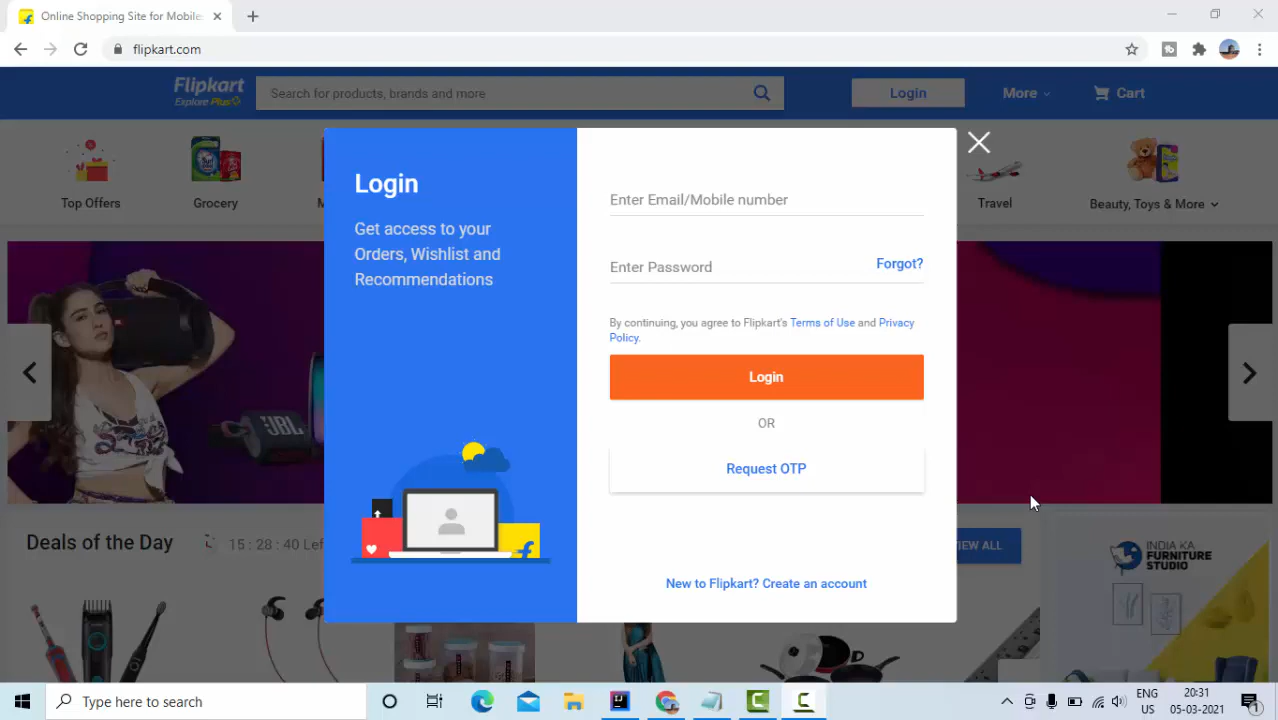 Online Shopping Site for Mobile
flipkart.com
Flipkart
Explore Plus
Search for products, brands and more
Login
More
Cart
Top Offers
Grocery
Travel
Beauty, Toys & More
Login
Get access to your
Orders, Wishlist and
Recommendations
Enter Email/Mobile number
Enter Password
Forgot?
By continuing, you agree to Flipkart's Terms of Use and Privacy
Policy.
Login
OR
Request OTP
New to Flipkart? Create an account
JBL
Deals of the Day
15 : 28 : 40 Left
VIEW ALL
INDIA KA
FURNITURE
STUDIO
Type here to search
ENG
US
20:31
05-03-2021